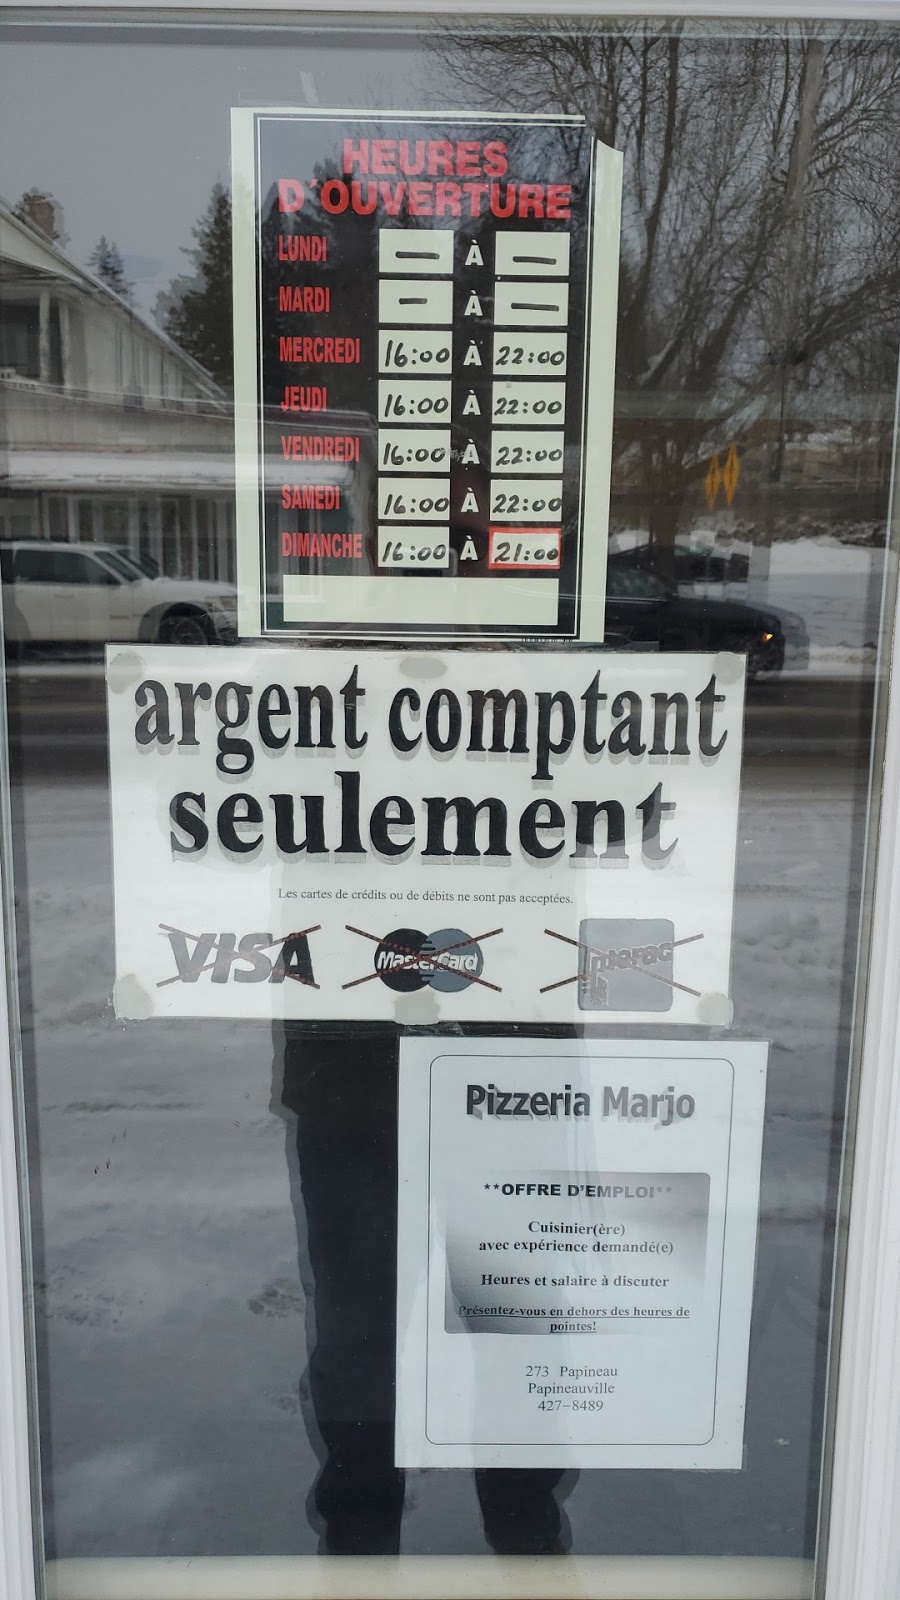 HEURES
D'OUVERTURE
LUNDI — À —
MARDI — À —
MERCREDI 16:00 À 22:00
JEUDI 16:00 À 22:00
VENDREDI 16:00 À 22:00
SAMEDI 16:00 À 22:00
DIMANCHE 16:00 À 21:00
argent comptant
seulement
Les cartes de crédits ou de débits ne sont pas acceptées.
VISA MasterCard Interac
Pizzeria Marjo
**OFFRE D'EMPLOI**
Cuisinier(ère)
avec expérience demandé(e)
Heures et salaire à discuter
Présentez-vous en dehors des heures de
pointes!
273 Papineau
Papineauville
427-8489